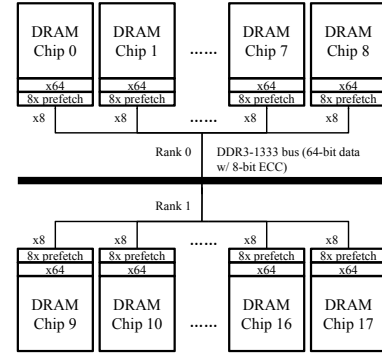 DRAM Chip 0
DRAM Chip 1
......
DRAM Chip 7
DRAM Chip 8
x64
x64
x64
x64
8x prefetch
8x prefetch
8x prefetch
8x prefetch
x8
x8
......
x8
x8
Rank 0
DDR3-1333 bus (64-bit data
w/ 8-bit ECC)
Rank 1
x8
x8
......
x8
x8
8x prefetch
8x prefetch
8x prefetch
8x prefetch
x64
x64
x64
x64
DRAM Chip 9
DRAM Chip 10
......
DRAM Chip 16
DRAM Chip 17